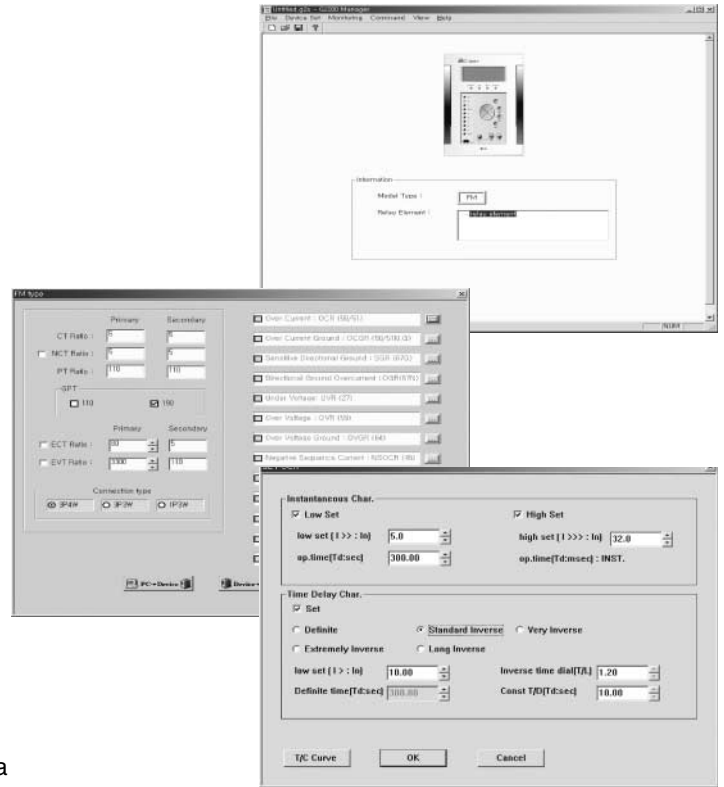 Untitled.g2s - G2000 Manager
File Device Set Monitoring Command View Help
Information
Model Type :
FM
Relay Element :
relay element
NUM
FM type
Primary Secondary
CT Ratio : 5 5
NCT Ratio : 5 5
PT Ratio : 110 110
GPT
110 190
Primary Secondary
ECT Ratio : 5
EVT Ratio : 3300 110
Connection type
3P4W 3P3W 1P3W
PC->Device
Over Current : OCR (50/51)
Over Current Ground : OCGR
Sensitive Directional Ground : SGR (67G)
Directional Ground Overcurrent :
Under Voltage: UVR (27)
Over Voltage : OVR (59)
Over Voltage Ground : OVGR (64)
Negative Sequence Current : NSOCR (46)
Instantaneous Char.
Low Set High Set
low set ( I >> : In) 5.0 high set ( I >>> : In) 32.0
op.time(Td:sec) 300.00 op.time(Td:msec) : INST.
Time Delay Char.
Set
Definite Standard Inverse Very Inverse
Extremely Inverse Long Inverse
low set ( I > : In) 10.00 Inverse time dial(T/L) 1.20
Definite time(Td:sec) 300.00 Const T/D(Td:sec) 10.00
T/C Curve OK Cancel
a